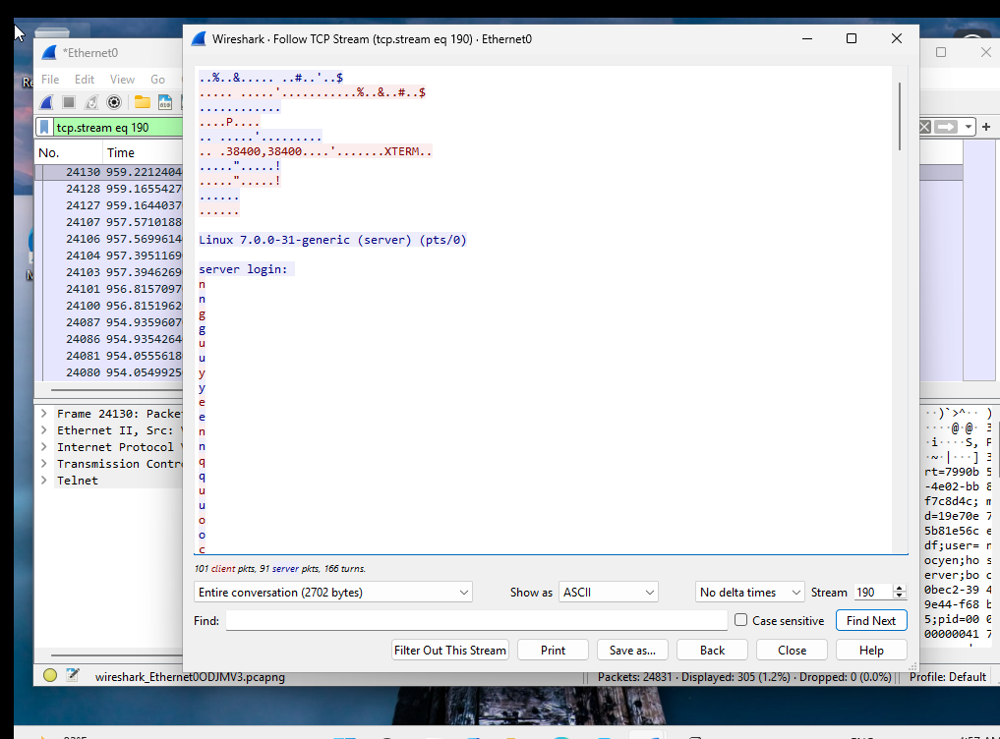 *Ethernet0
File Edit View Go
tcp.stream eq 190
No. Time
24130 959.2212404
24128 959.1655427
24127 959.1644037
24107 957.5710188
24106 957.5699614
24104 957.3951169
24103 957.3946269
24101 956.8157097
24100 956.8151962
24087 954.9359607
24086 954.9354264
24081 954.0555618
24080 954.0549925
Frame 24130: Packe
Ethernet II, Src:
Internet Protocol
Transmission Contr
Telnet
Wireshark · Follow TCP Stream (tcp.stream eq 190) · Ethernet0
..%..&..... ..#..'..$
..... .....'...........%..&..#..$
............
....P....
.. .....'.........
.. .38400,38400....'.......XTERM..
.....".....!
.....".....!
......
......
Linux 7.0.0-31-generic (server) (pts/0)
server login:
n
n
g
g
u
u
y
y
e
e
n
n
q
q
u
u
o
o
c
101 client pkts, 91 server pkts, 166 turns.
Entire conversation (2702 bytes) Show as ASCII No delta times Stream 190
Find: Case sensitive Find Next
Filter Out This Stream Print Save as... Back Close Help
··)`>^·· )
····@·@· 3
·i····S, P
·~·|···] 3
rt=7990b 5
-4e02-bb 8
f7c8d4c; m
d=19e70e 7
5b81e56c e
df;user= n
ocyen;ho s
erver;bo c
0bec2-39 4
9e44-f68 b
5;pid=00 0
00000041 7
wireshark_Ethernet0ODJMV3.pcapng
Packets: 24831 · Displayed: 305 (1.2%) · Dropped: 0 (0.0%)
Profile: Default